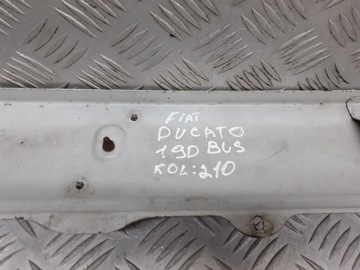 FiAT
DUCATO
1.9D BUS
KOL:210